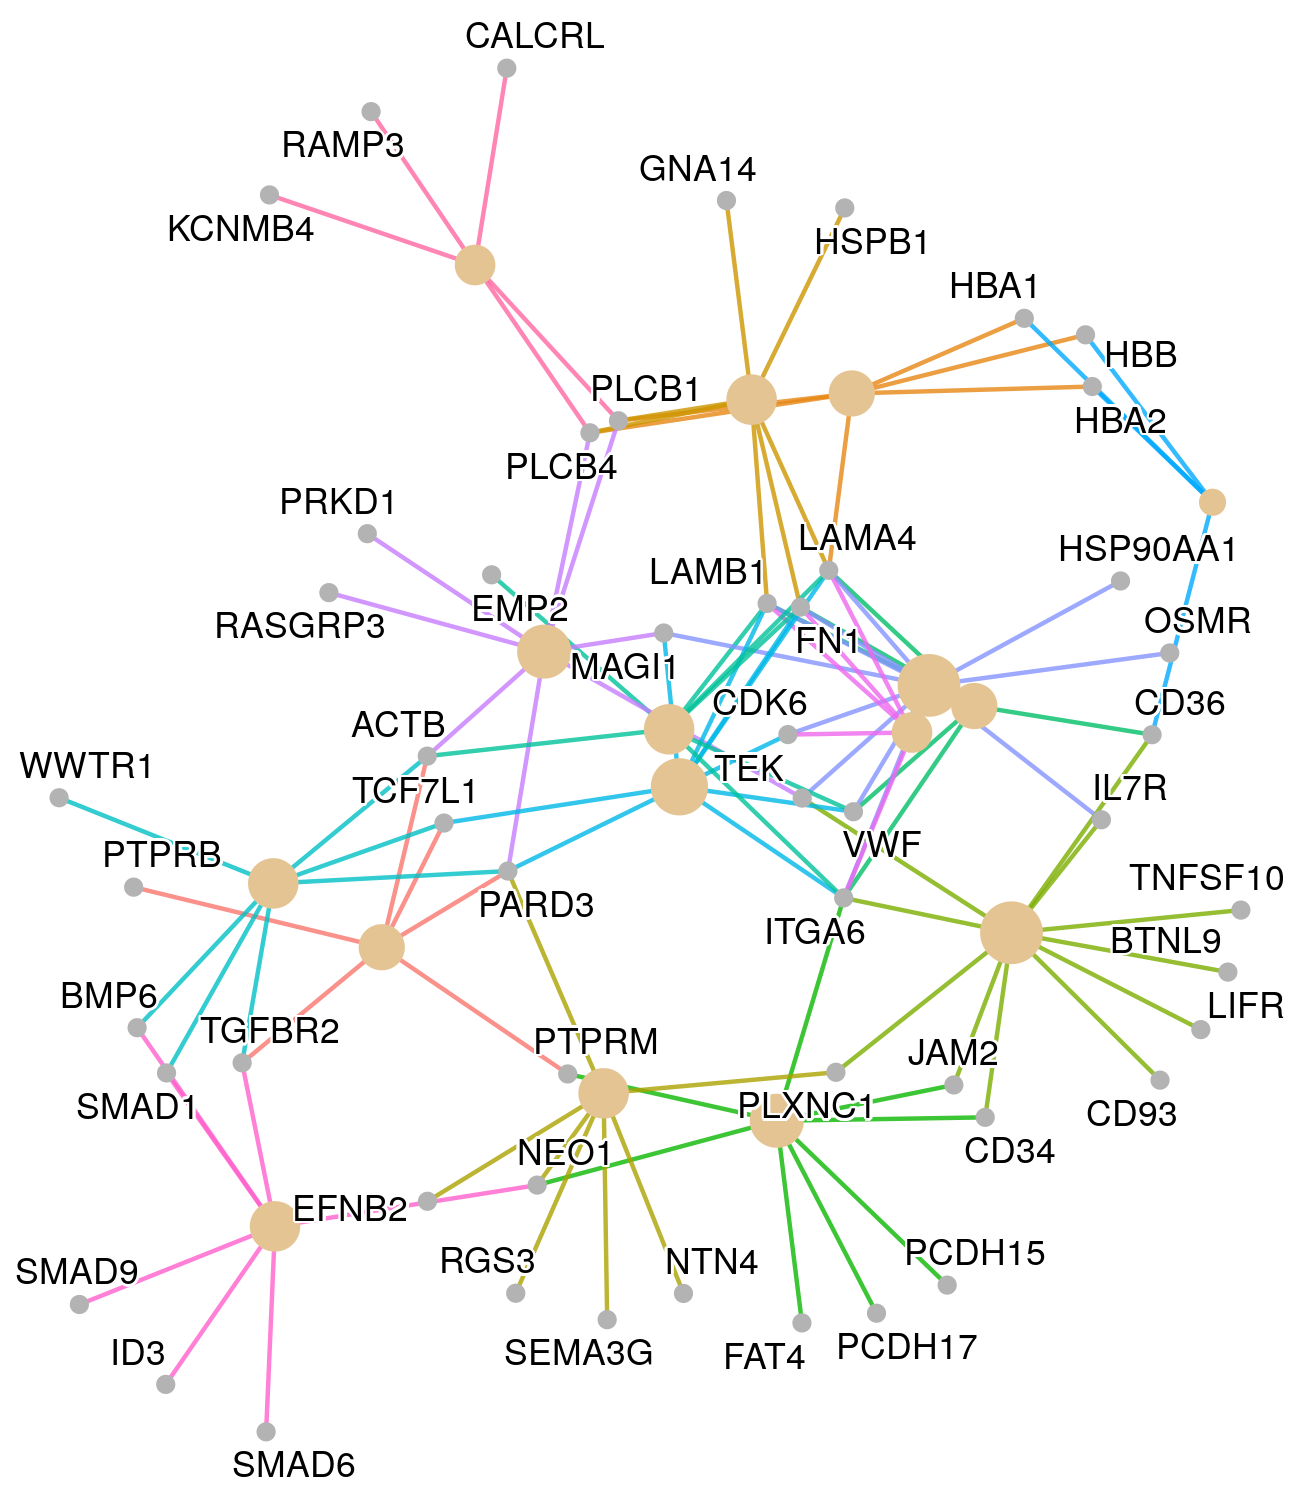 CALCRL
RAMP3
GNA14
KCNMB4
HSPB1
HBA1
HBB
PLCB1
HBA2
PLCB4
PRKD1
LAMA4
HSP90AA1
LAMB1
EMP2
RASGRP3
OSMR
FN1
MAGI1
CDK6
CD36
ACTB
WWTR1
TEK
TCF7L1
IL7R
VWF
PTPRB
TNFSF10
PARD3
ITGA6
BTNL9
BMP6
LIFR
TGFBR2
PTPRM
JAM2
SMAD1
PLXNC1
CD93
NEO1
CD34
EFNB2
PCDH15
RGS3
NTN4
SMAD9
PCDH17
ID3
SEMA3G
FAT4
SMAD6